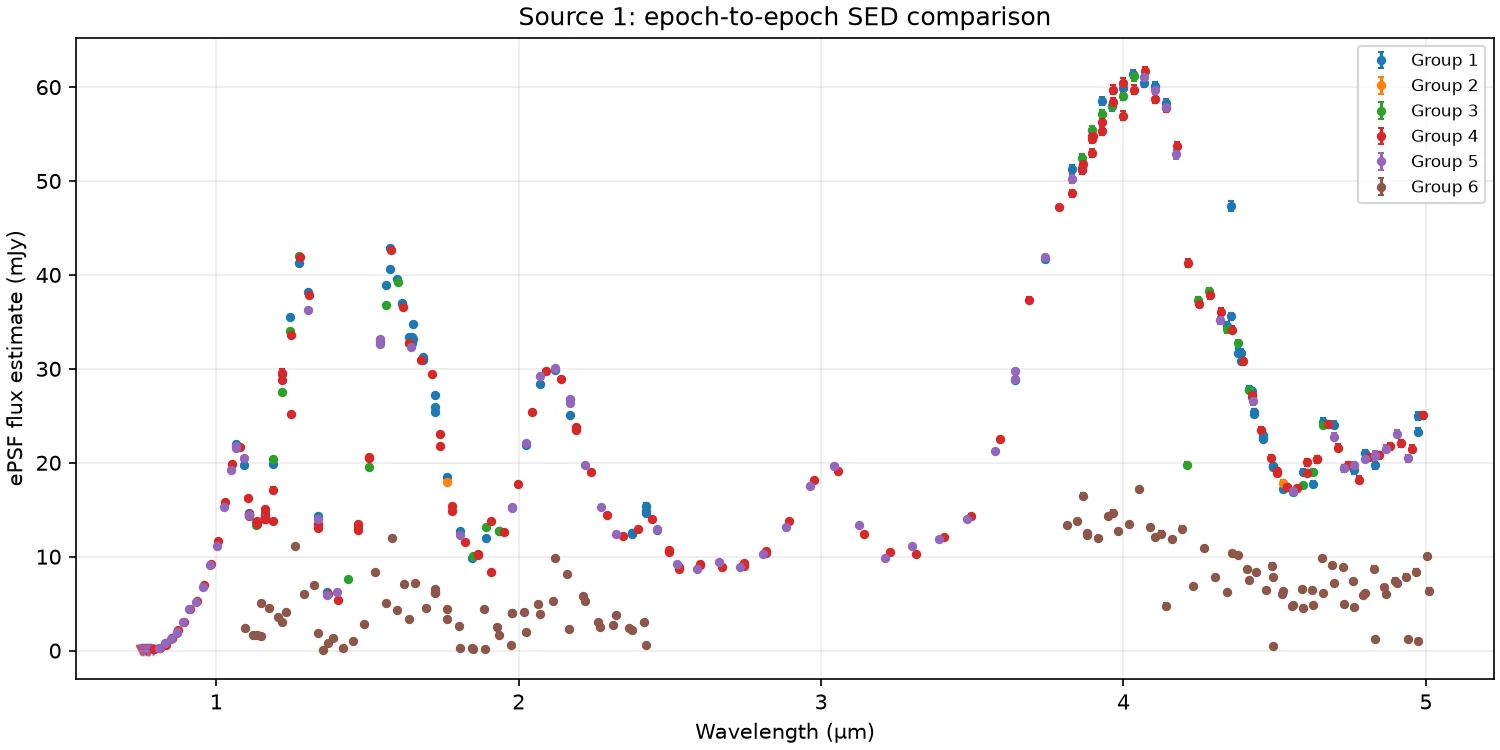 Source 1: epoch-to-epoch SED comparison
ePSF flux estimate (mJy)
60
50
40
30
20
10
0
1 2 3 4 5
Wavelength (μm)
Group 1
Group 2
Group 3
Group 4
Group 5
Group 6